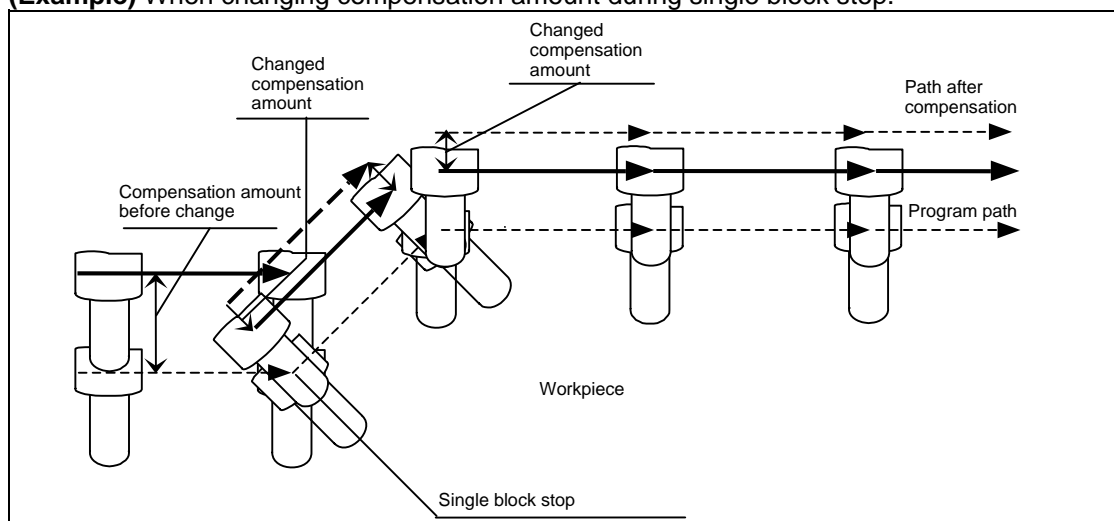 (Example) When changing compensation amount during single block stop.
Changed
compensation
amount
Changed
compensation
amount
Path after
compensation
Compensation amount
before change
Program path
Workpiece
Single block stop